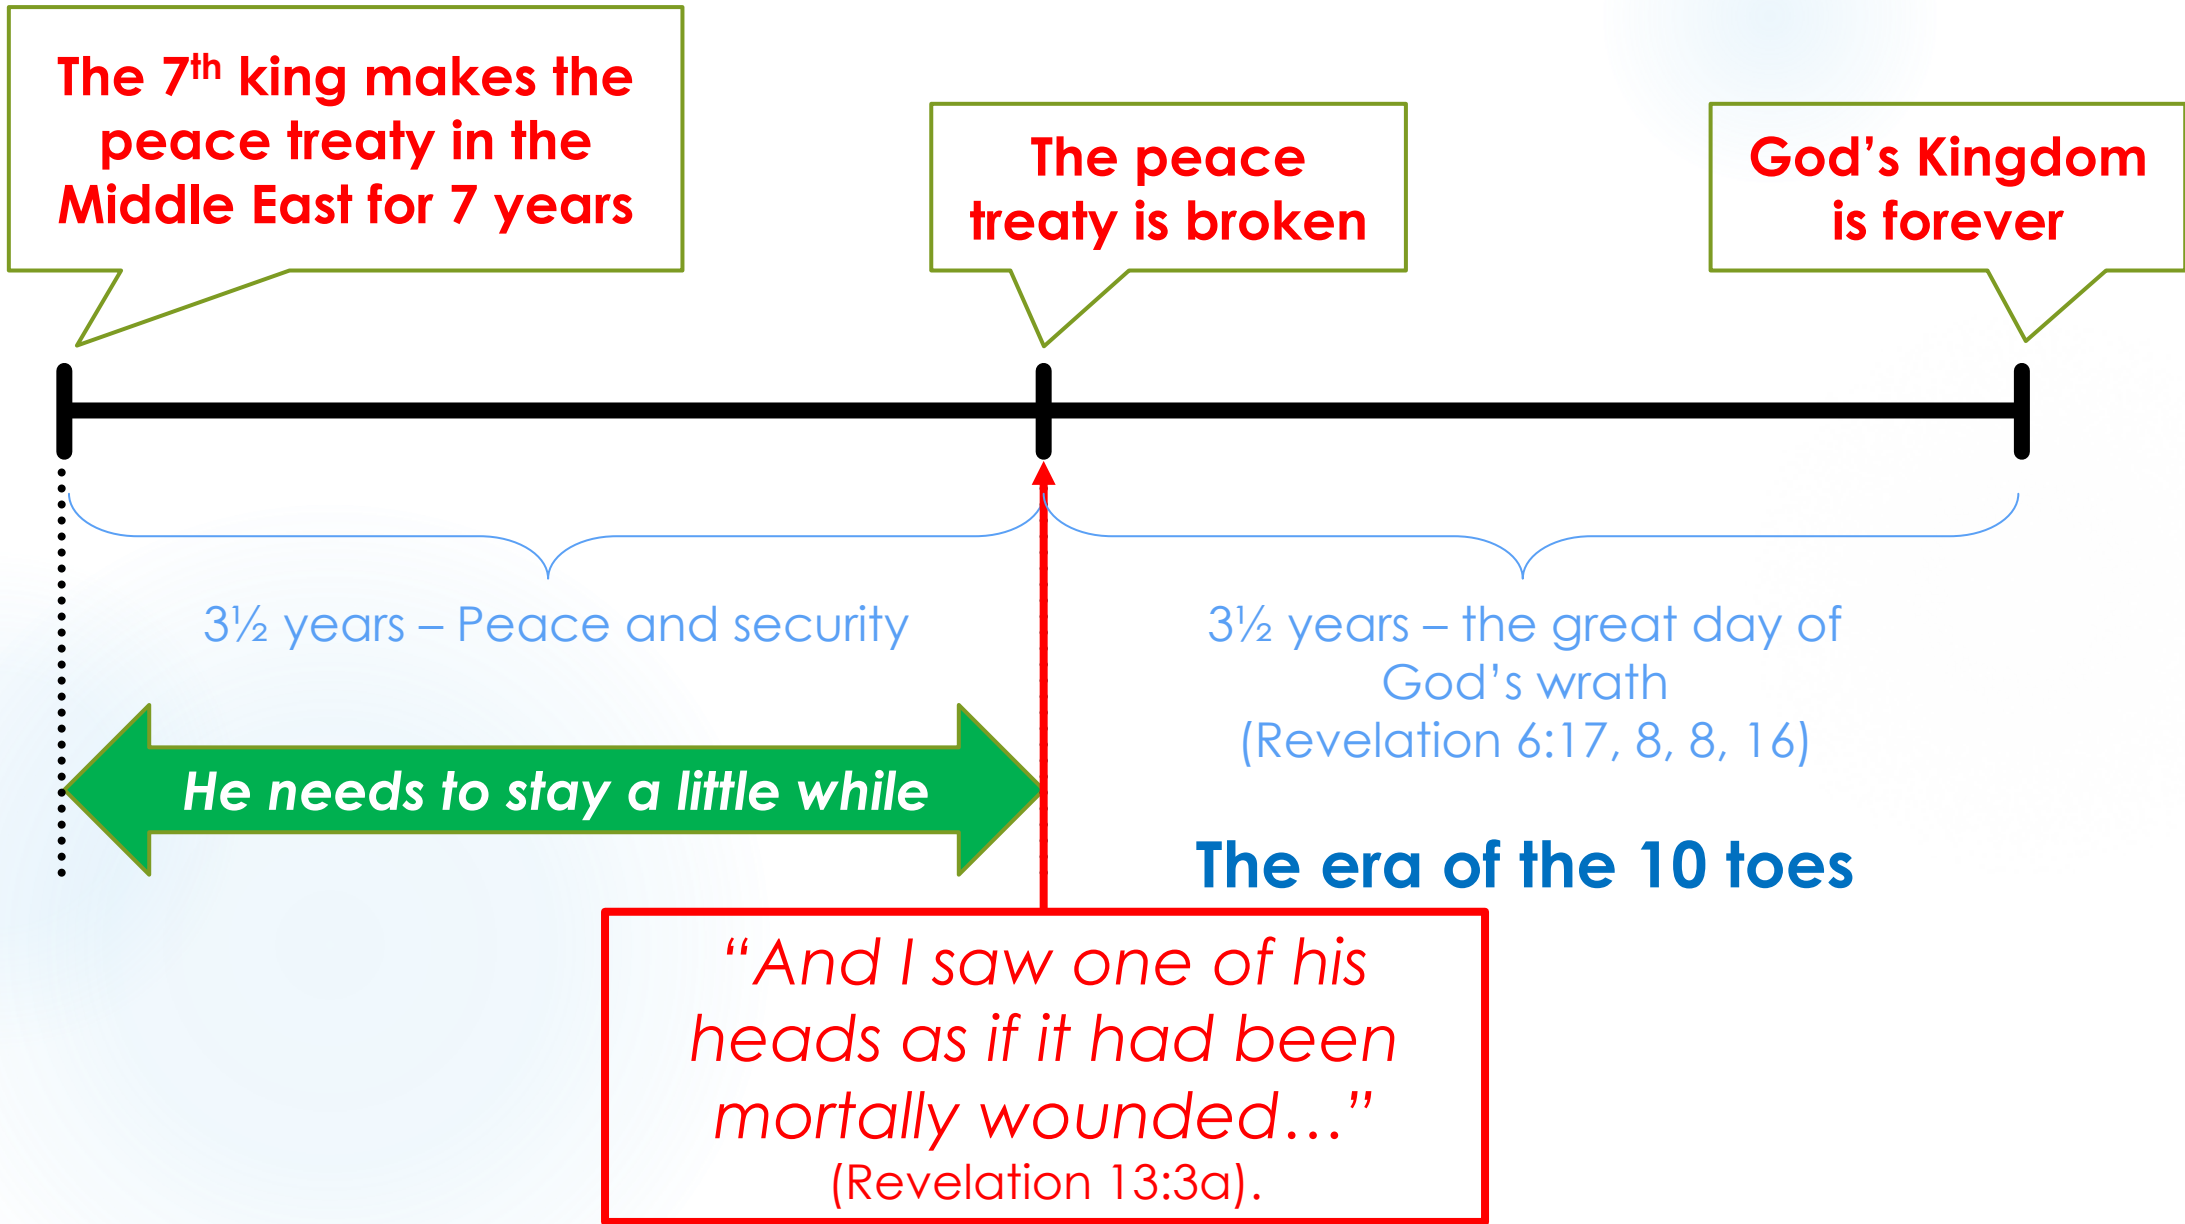 The 7th king makes the
peace treaty in the
Middle East for 7 years
The peace
treaty is broken
God's Kingdom
is forever
3½ years – Peace and security
3½ years – the great day of
God's wrath
(Revelation 6:17, 8, 8, 16)
He needs to stay a little while
The era of the 10 toes
“And I saw one of his
heads as if it had been
mortally wounded…”
(Revelation 13:3a).